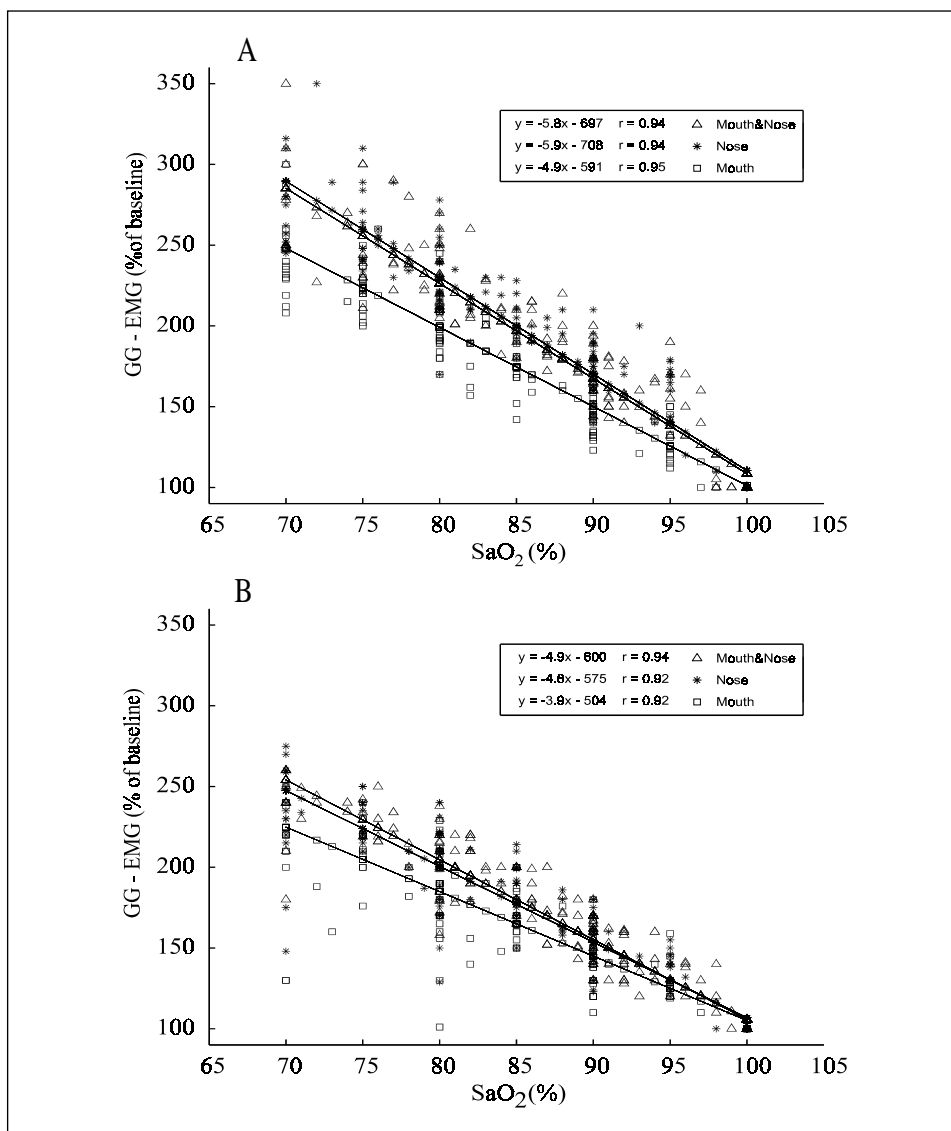 A
350
300
250
200
150
100
GG - EMG (%of baseline)
y = -5.8x - 697 r = 0.94 Mouth&Nose
y = -5.9x - 708 r = 0.94 Nose
y = -4.9x - 591 r = 0.95 Mouth
65 70 75 80 85 90 95 100 105
SaO2 (%)
B
350
300
250
200
150
100
GG - EMG (% of baseline)
y = -4.9x - 600 r = 0.94 Mouth&Nose
y = -4.6x - 575 r = 0.92 Nose
y = -3.9x - 504 r = 0.92 Mouth
65 70 75 80 85 90 95 100 105
SaO2(%)